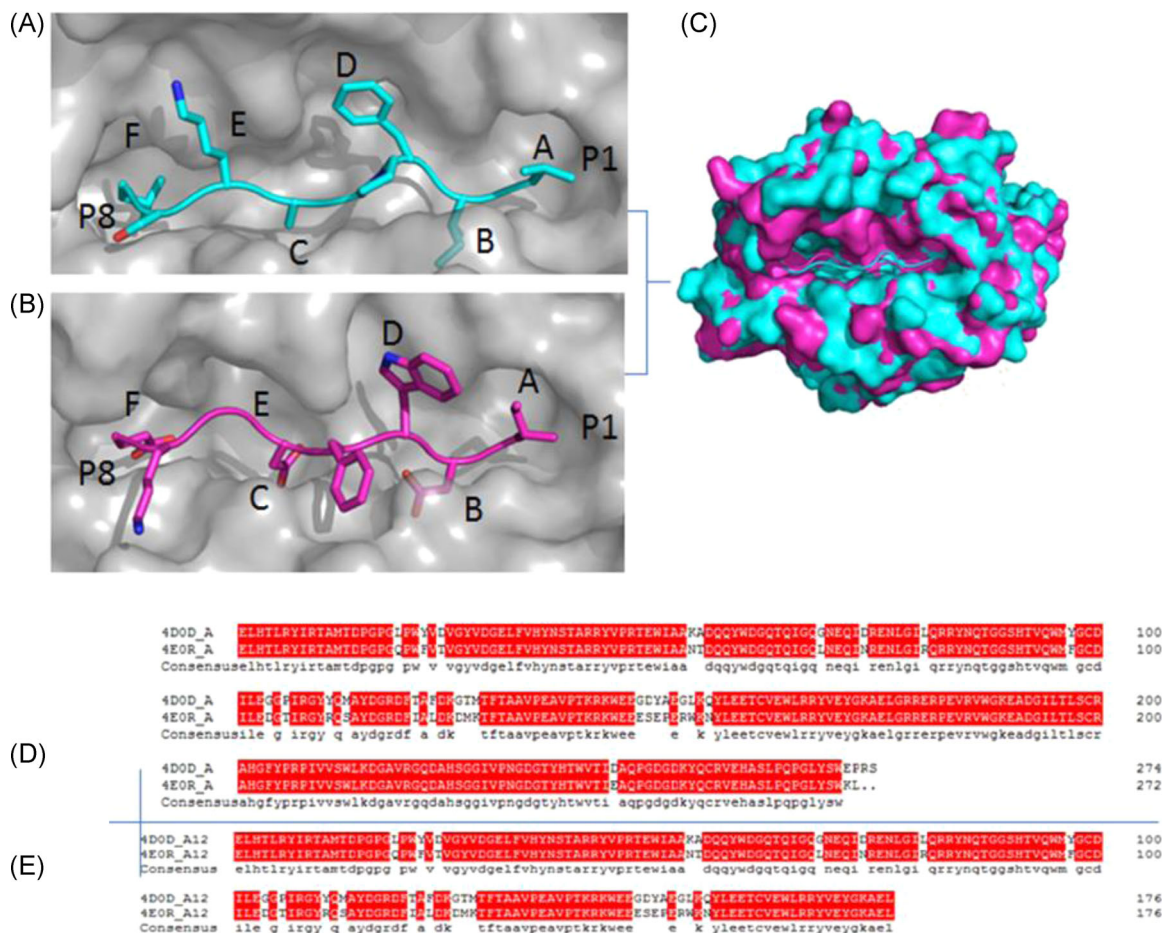 (A)
D
F
E
A
P1
P8
C
B
(B)
D
F
E
A
P1
P8
C
B
(C)
4D0D_A ELHTLRYIRTAMTDPGPGLPWYVDVGYVDGELFVHYNSTARRYVPRTEWIAAKADQQYWDGQTQIGQGNEQIDRENLGILQRRYNQTGGSHTVQWMYGCD 100
4E0R_A ELHTLRYIRTAMTDPGPGQPWFVTVGYVDGELFVHYNSTARRYVPRTEWIAANTDQQYWDGQTQIGQLNEQINRENLGIRQRRYNQTGGSHTVQWMFGCD 100
Consensus elhtlryirtamtdpgpg pw v vgyvdgelfvhynstarryvprtewiaa dqqywdgqtqigq neqi renlgi qrrynqtggshtvqwm gcd
4D0D_A ILEGGPIRGYYQMAYDGRDFTAFDKGTMTFTAAVPEAVPTKRKWEEGDYAEGLKQYLEETCVEWLRRYVEYGKAELGRRERPEVRVWGKEADGILTLSCR 200
4E0R_A ILEDGTIRGYRQSAYDGRDFIALDKDMKTFTAAVPEAVPTKRKWEEESEPERWKNYLEETCVEWLRRYVEYGKAELGRRERPEVRVWGKEADGILTLSCR 200
Consensus ile g irgy q aydgrdf a dk tftaavpeavptkrkwee e k yleetcvewlrryveygkaelgrrerpevrvwgkeadgiltlscr
(D)
4D0D_A AHGFYPRPIVVSWLKDGAVRGQDAHSGGIVPNGDGTYHTWVTIDAQPGDGDKYQCRVEHASLPQPGLYSWEPRS 274
4E0R_A AHGFYPRPIVVSWLKDGAVRGQDAHSGGIVPNGDGTYHTWVTIEAQPGDGDKYQCRVEHASLPQPGLYSWKL.. 272
Consensus ahgfyprpivvswlkdgavrgqdahsggivpngdgtyhtwvti aqpgdgdkyqcrvehaslpqpglysw
(E)
4D0D_A12 ELHTLRYIRTAMTDPGPGLPWYVDVGYVDGELFVHYNSTARRYVPRTEWIAAKADQQYWDGQTQIGQGNEQIDRENLGILQRRYNQTGGSHTVQWMYGCD 100
4E0R_A12 ELHTLRYIRTAMTDPGPGQPWFVTVGYVDGELFVHYNSTARRYVPRTEWIAANTDQQYWDGQTQIGQLNEQINRENLGIRQRRYNQTGGSHTVQWMFGCD 100
Consensus elhtlryirtamtdpgpg pw v vgyvdgelfvhynstarryvprtewiaa dqqywdgqtqigq neqi renlgi qrrynqtggshtvqwm gcd
4D0D_A12 ILEGGPIRGYYQMAYDGRDFTAFDKGTMTFTAAVPEAVPTKRKWEEGDYAEGLKQYLEETCVEWLRRYVEYGKAEL 176
4E0R_A12 ILEDGTIRGYRQSAYDGRDFIALDKDMKTFTAAVPEAVPTKRKWEEESEPERWKNYLEETCVEWLRRYVEYGKAEL 176
Consensus ile g irgy q aydgrdf a dk tftaavpeavptkrkwee e k yleetcvewlrryveygkael